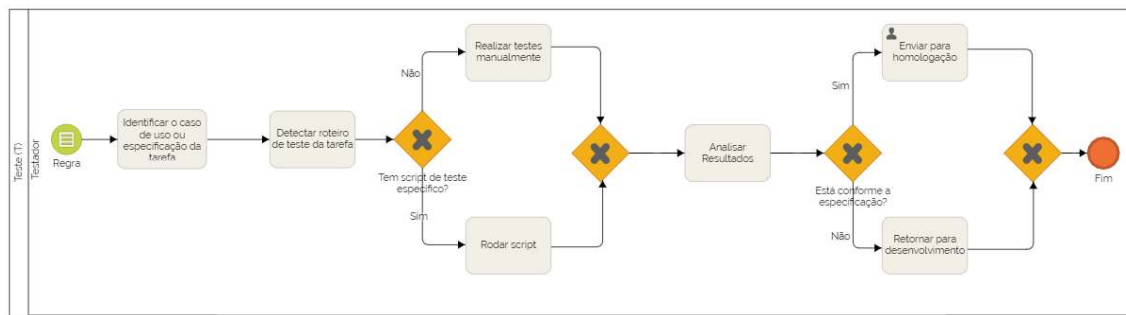 Teste (T)
Testador
Regra
Identificar o caso
de uso ou
especificação da
tarefa
Detectar roteiro
de teste da tarefa
Não
Tem script de teste
específico?
Sim
Realizar testes
manualmente
Rodar script
Analisar
Resultados
Sim
Está conforme a
especificação?
Não
Enviar para
homologação
Retornar para
desenvolvimento
Fim